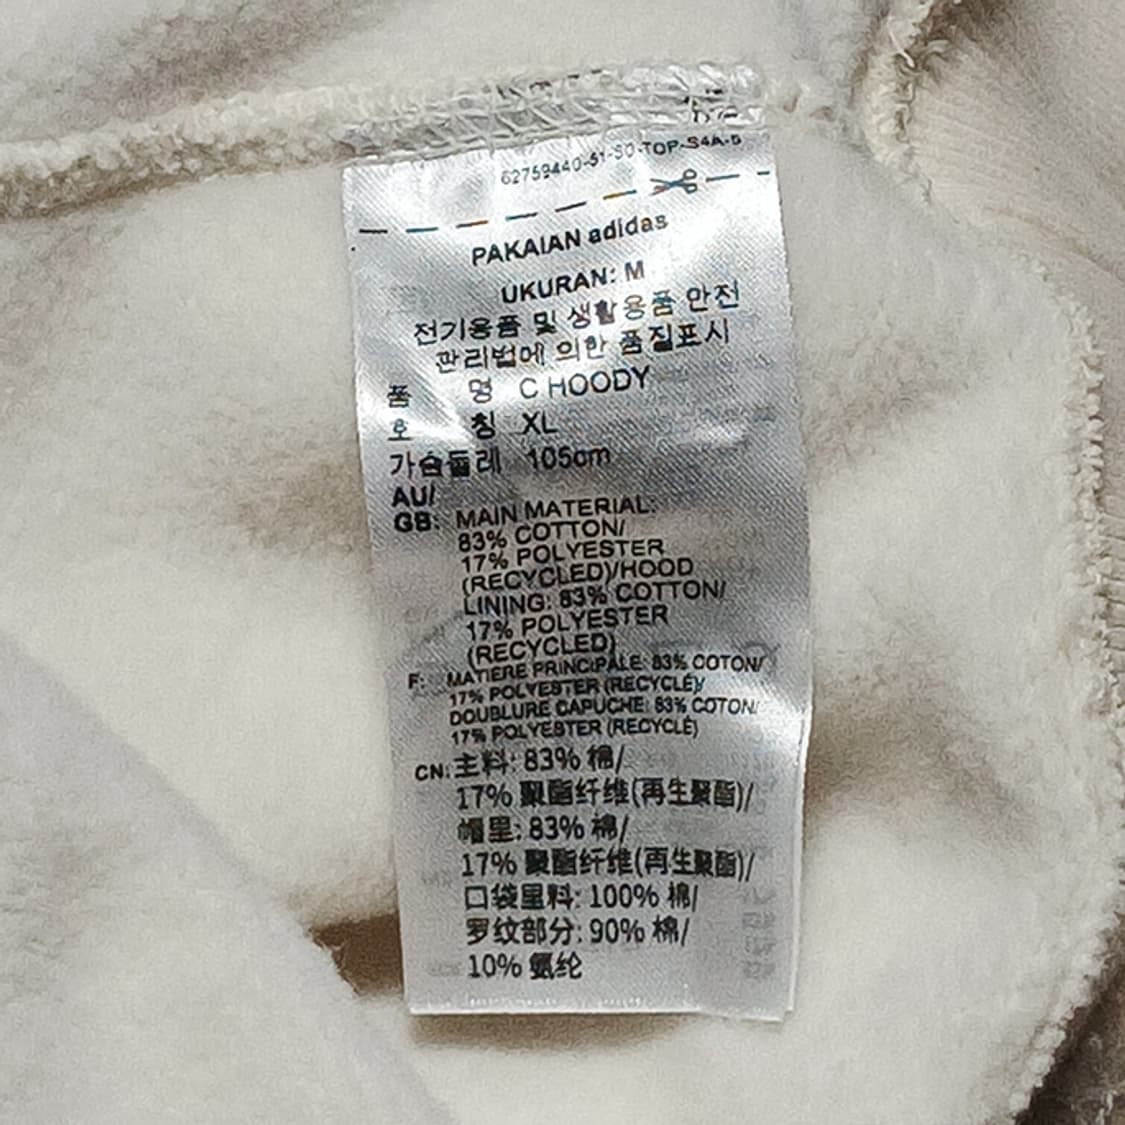 62759440-51-S0-TOP-S4A-5
PAKAIAN adidas
UKURAN: M
전기용품 및 생활용품 안전
관리법에 의한 품질표시
품 명 C HOODY
호 칭 XL
가슴둘레 105cm
AU/
GB: MAIN MATERIAL:
83% COTTON/
17% POLYESTER
(RECYCLED)/HOOD
LINING: 83% COTTON/
17% POLYESTER
(RECYCLED)
F: MATIERE PRINCIPALE: 83% COTON/
17% POLYESTER (RECYCLÉ)/
DOUBLURE CAPUCHE: 83% COTON/
17% POLYESTER (RECYCLÉ)
CN: 主料: 83% 棉/
17% 聚酯纤维(再生聚酯)/
帽里: 83% 棉/
17% 聚酯纤维(再生聚酯)/
口袋里料: 100% 棉/
罗纹部分: 90% 棉/
10% 氨纶